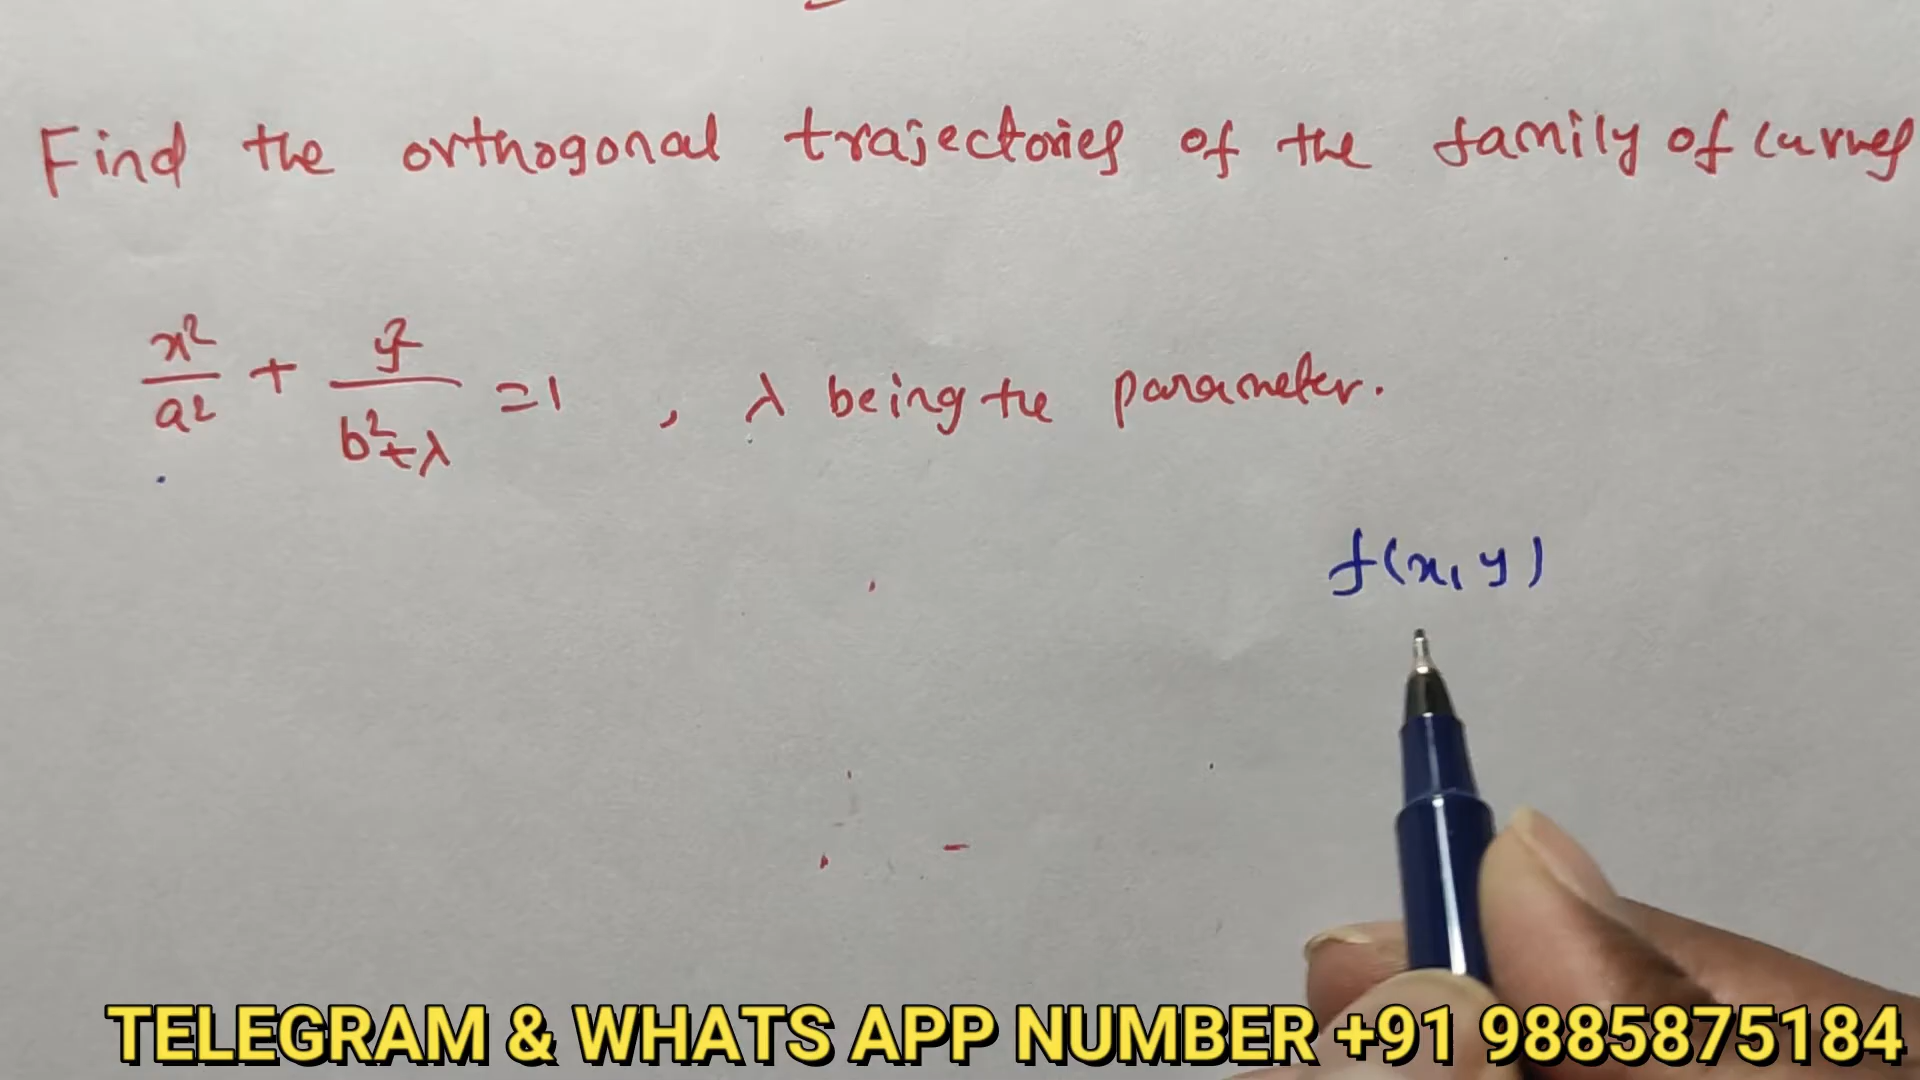 Find the orthogonal trajectories of the family of curves
x²/a² + y²/(b²+λ) = 1 , λ being the parameter.
f(x, y)
TELEGRAM & WHATS APP NUMBER +91 9885875184